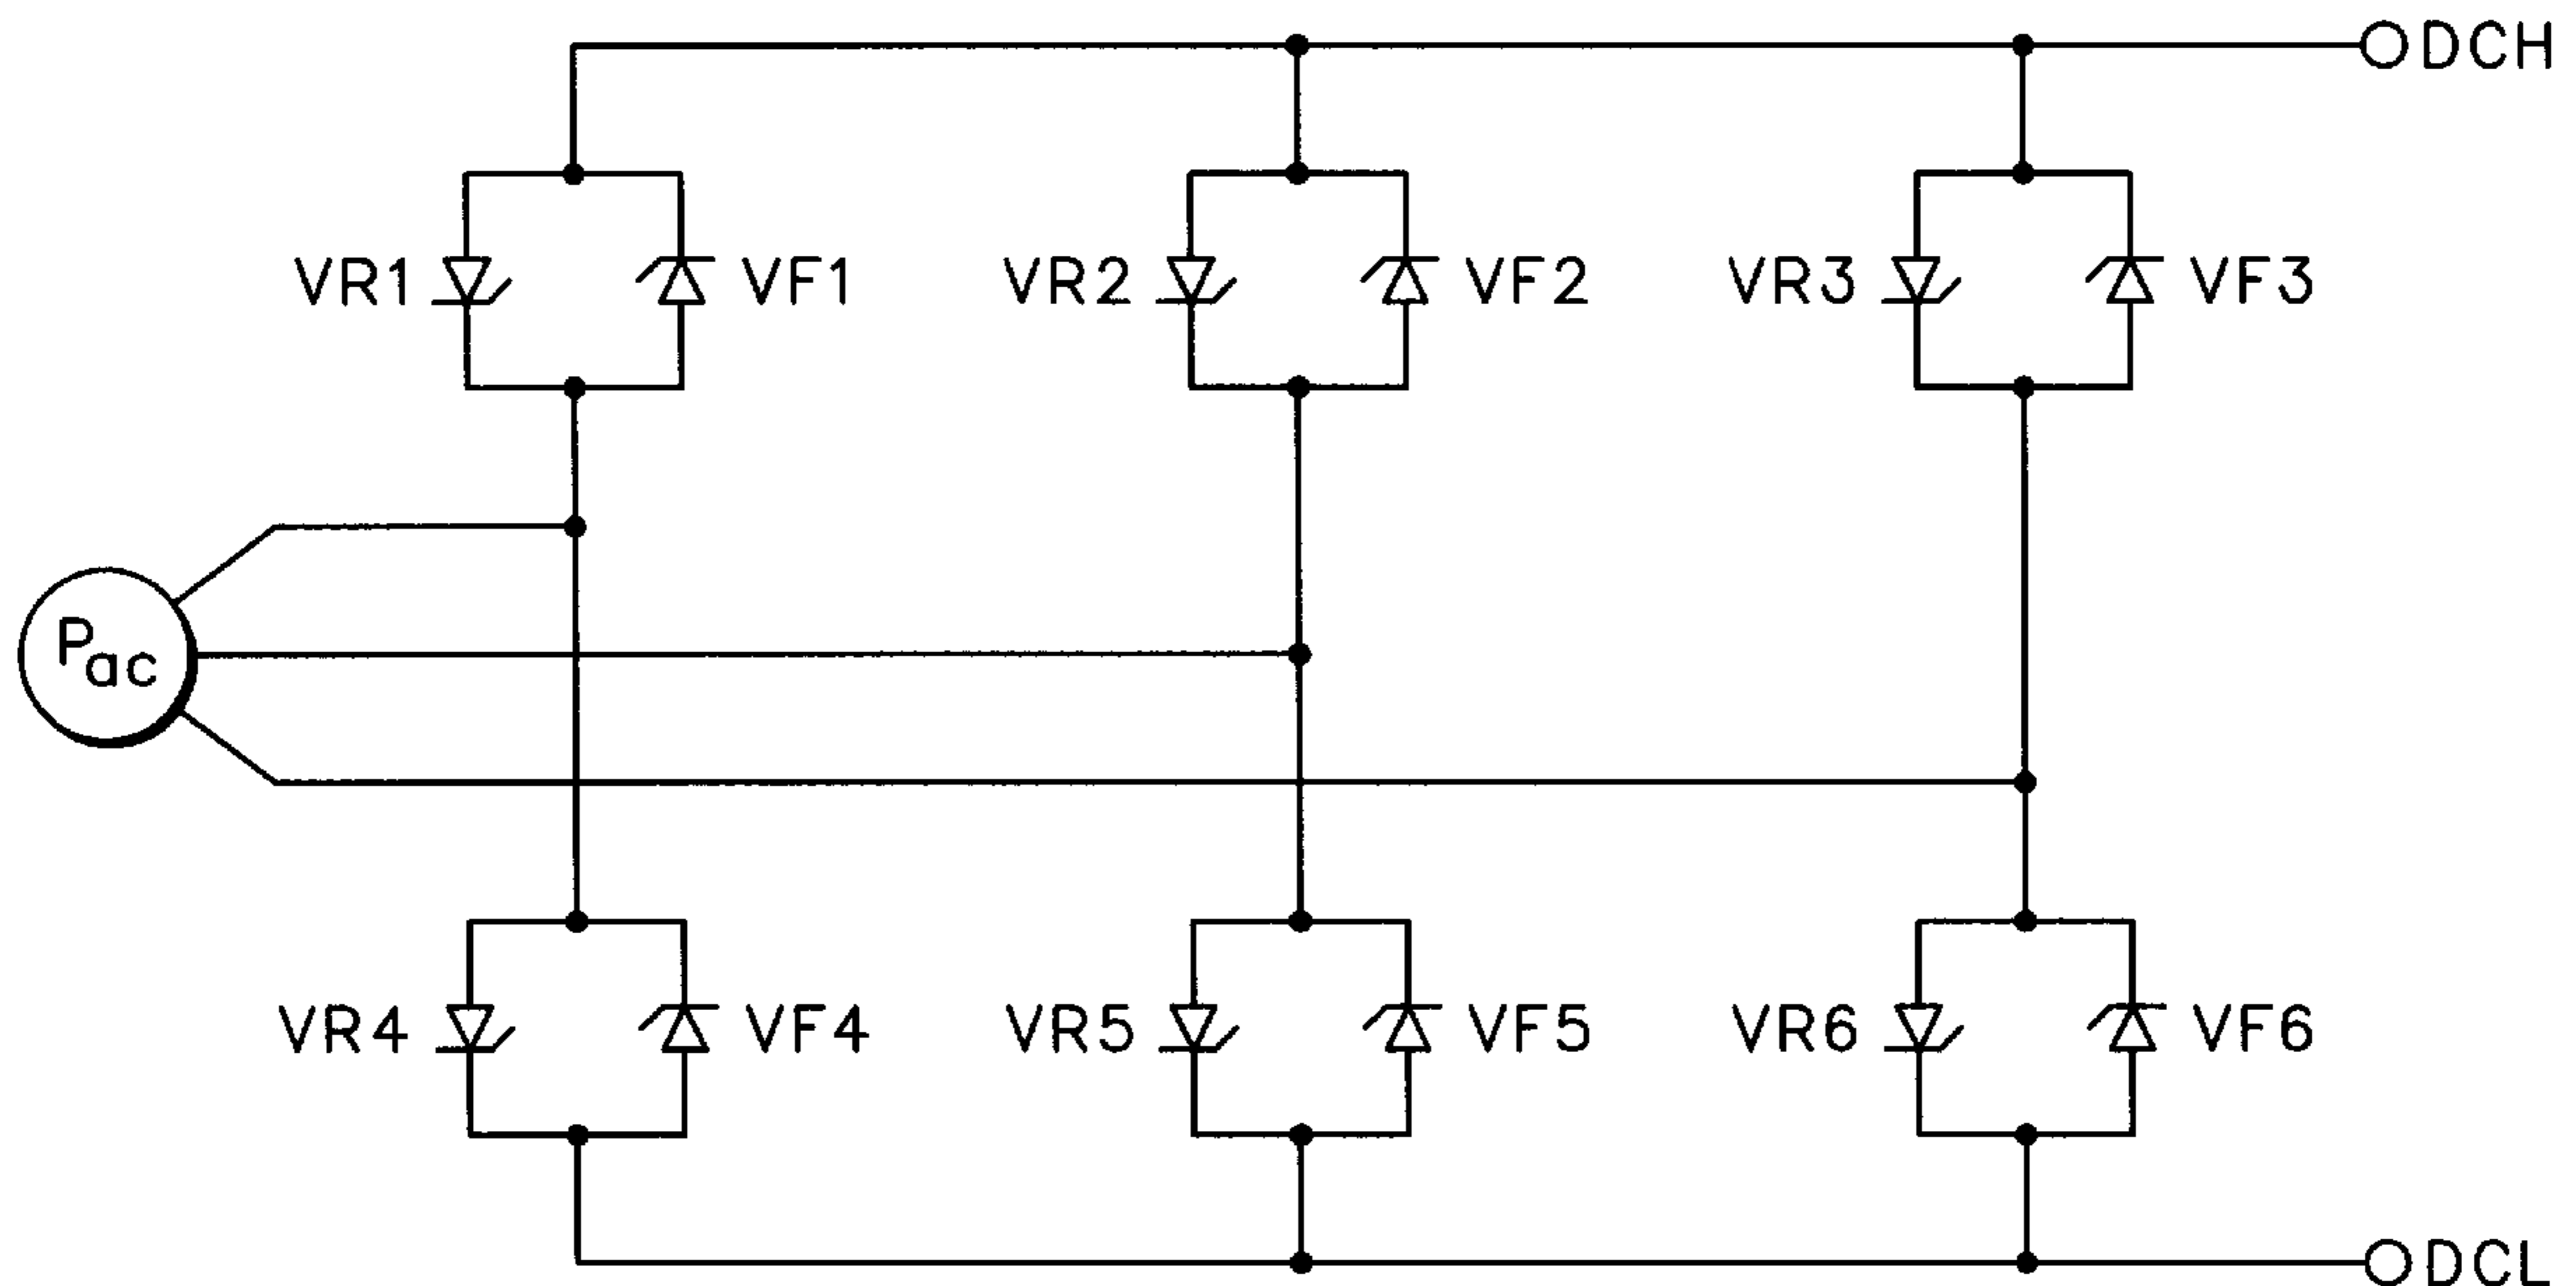 DCH
VR1 VF1 VR2 VF2 VR3 VF3
Pac
VR4 VF4 VR5 VF5 VR6 VF6
DCL